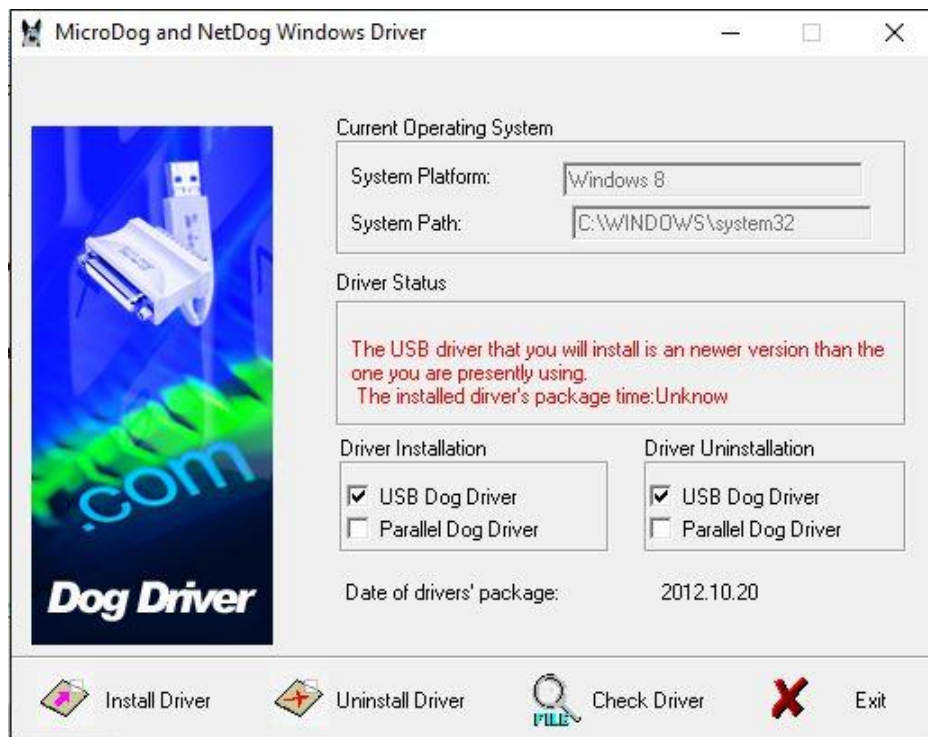 MicroDog and NetDog Windows Driver
Current Operating System
System Platform:
Windows 8
System Path:
C:\WINDOWS\system32
Driver Status
The USB driver that you will install is an newer version than the
one you are presently using.
The installed dirver's package time:Unknow
Driver Installation
USB Dog Driver
Parallel Dog Driver
Driver Uninstallation
USB Dog Driver
Parallel Dog Driver
Date of drivers' package:
2012.10.20
.com
Dog Driver
Install Driver
Uninstall Driver
FILE
Check Driver
Exit